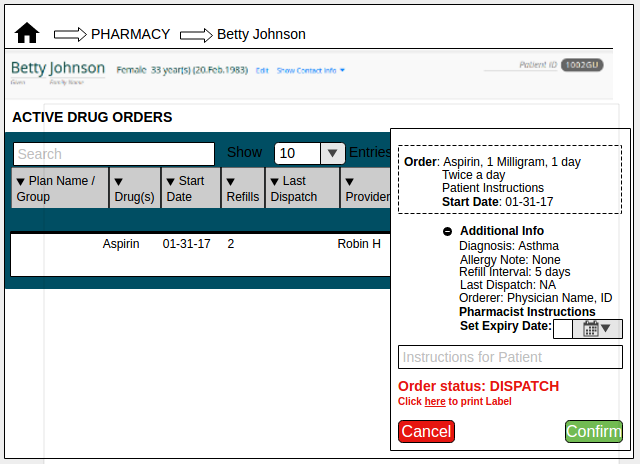 PHARMACY Betty Johnson
Betty Johnson Female 33 year(s) (20.Feb.1983) Edit Show Contact Info Patient ID 1002GU
Given Family Name
ACTIVE DRUG ORDERS
Search Show 10 Entries
Plan Name / Group Drug(s) Start Date Refills Last Dispatch Provider
Aspirin 01-31-17 2 Robin H
Order: Aspirin, 1 Milligram, 1 day
Twice a day
Patient Instructions
Start Date: 01-31-17
Additional Info
Diagnosis: Asthma
Allergy Note: None
Refill Interval: 5 days
Last Dispatch: NA
Orderer: Physician Name, ID
Pharmacist Instructions
Set Expiry Date:
Instructions for Patient
Order status: DISPATCH
Click here to print Label
Cancel Confirm